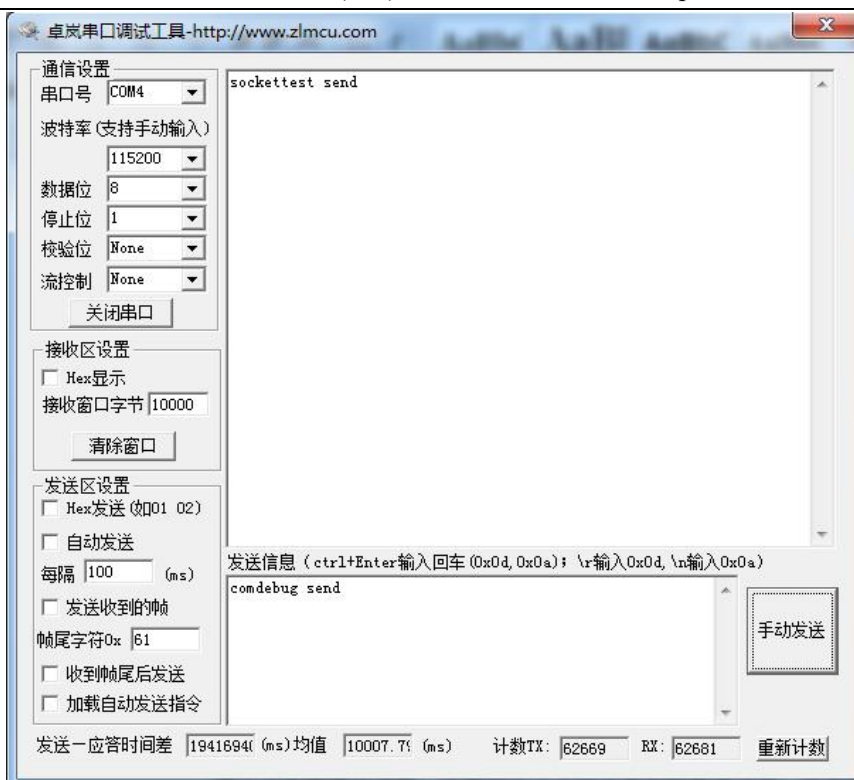 卓岚串口调试工具-http://www.zlmcu.com
通信设置
串口号 COM4
波特率(支持手动输入)
115200
数据位 8
停止位 1
校验位 None
流控制 None
关闭串口
接收区设置
Hex显示
接收窗口字节 10000
清除窗口
发送区设置
Hex发送(如01 02)
自动发送
每隔 100 (ms)
发送收到的帧
帧尾字符0x 61
收到帧尾后发送
加载自动发送指令
sockettest send
发送信息（ctrl+Enter输入回车(0x0d,0x0a)；\r输入0x0d,\n输入0x0a）
comdebug send
手动发送
发送一应答时间差 1941694 (ms)均值 10007.7 (ms) 计数TX: 62669 RX: 62681 重新计数